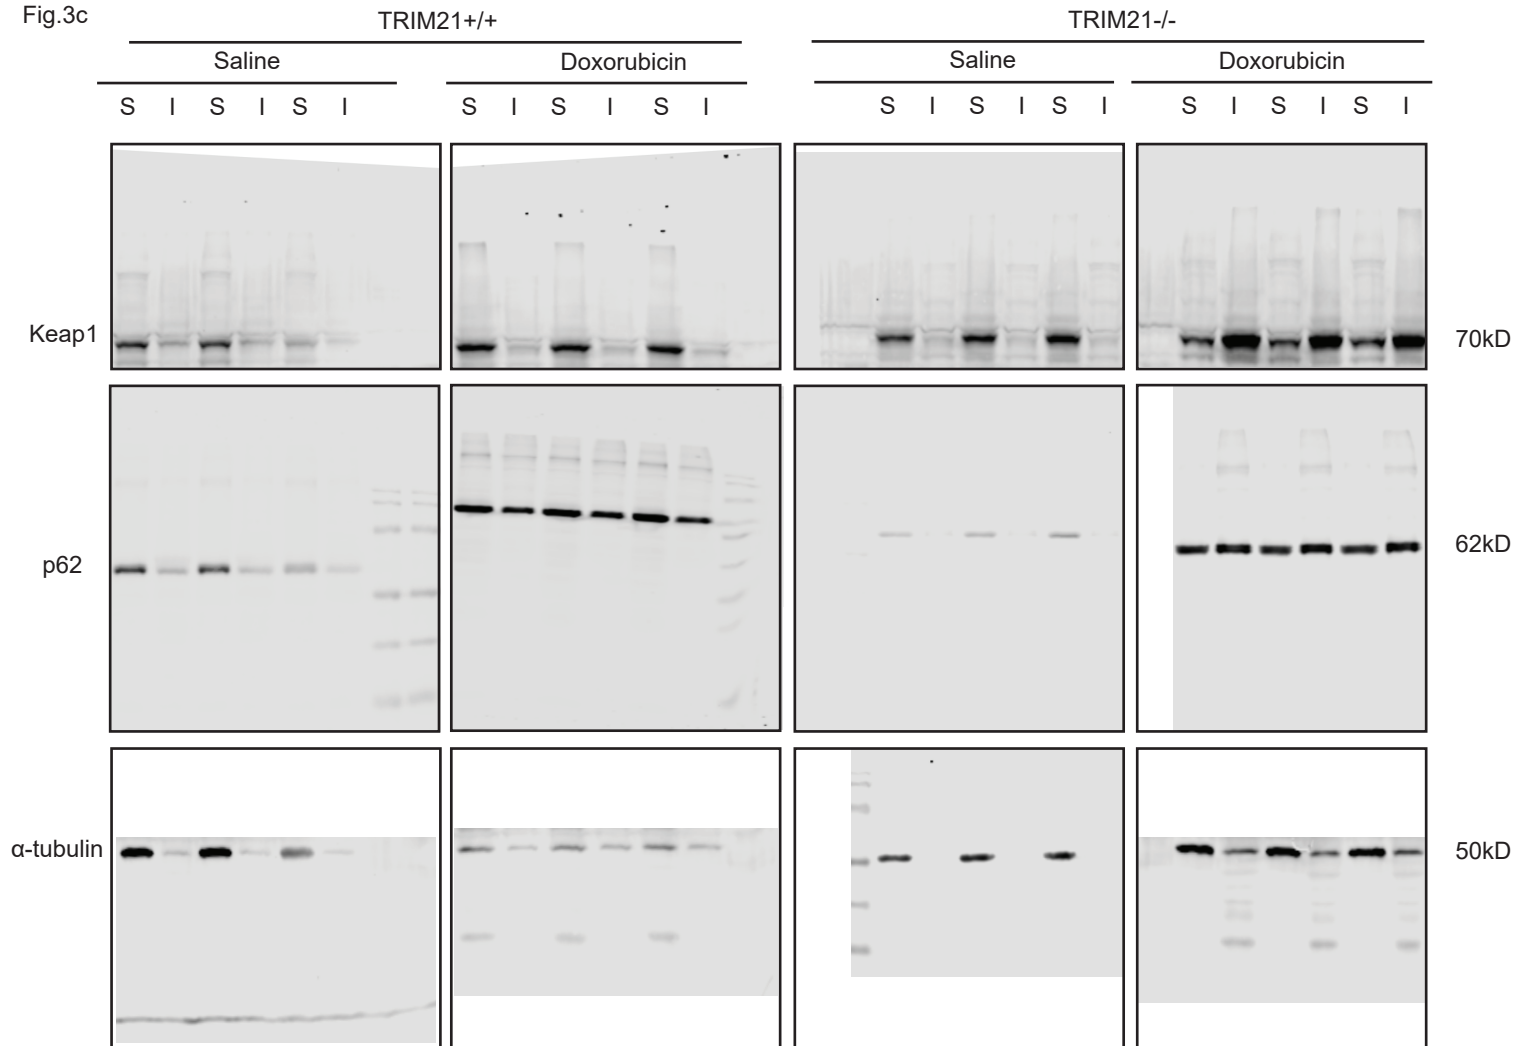 Fig.3c
TRIM21+/+ TRIM21-/-
Saline Doxorubicin Saline Doxorubicin
S I S I S I S I S I S I S I S I S I S I S I S I
Keap1 70kD
p62 62kD
α-tubulin 50kD